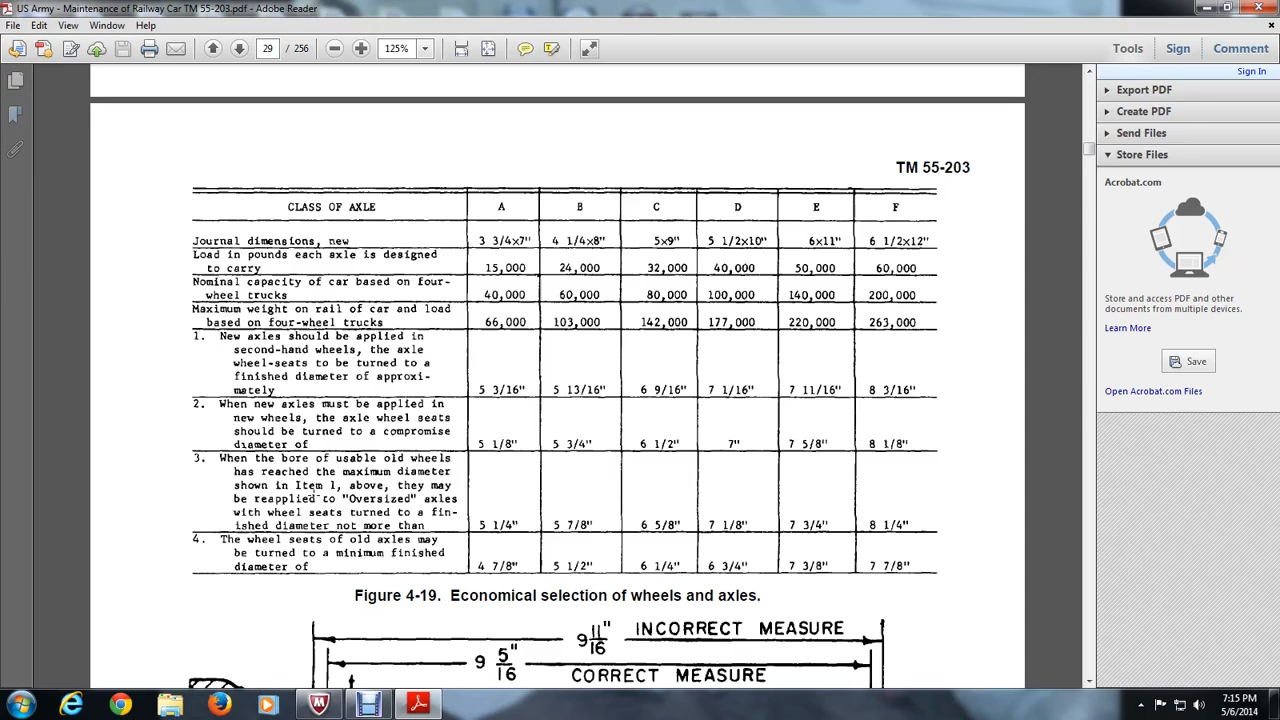 US Army - Maintenance of Railway Car TM 55-203.pdf - Adobe Reader
File Edit View Window Help
29 / 256 125% Tools Sign Comment
Sign In
Export PDF
Create PDF
Send Files
Store Files
Acrobat.com
Store and access PDF and other
documents from multiple devices.
Learn More
Save
Open Acrobat.com Files
TM 55-203
CLASS OF AXLE A B C D E F
Journal dimensions, new 3 3/4x7" 4 1/4x8" 5x9" 5 1/2x10" 6x11" 6 1/2x12"
Load in pounds each axle is designed
to carry 15,000 24,000 32,000 40,000 50,000 60,000
Nominal capacity of car based on four-
wheel trucks 40,000 60,000 80,000 100,000 140,000 200,000
Maximum weight on rail of car and load
based on four-wheel trucks 66,000 103,000 142,000 177,000 220,000 263,000
1. New axles should be applied in
second-hand wheels, the axle
wheel-seats to be turned to a
finished diameter of approxi-
mately 5 3/16" 5 13/16" 6 9/16" 7 1/16" 7 11/16" 8 3/16"
2. When new axles must be applied in
new wheels, the axle wheel seats
should be turned to a compromise
diameter of 5 1/8" 5 3/4" 6 1/2" 7" 7 5/8" 8 1/8"
3. When the bore of usable old wheels
has reached the maximum diameter
shown in Item 1, above, they may
be reapplied to "Oversized" axles
with wheel seats turned to a fin-
ished diameter not more than 5 1/4" 5 7/8" 6 5/8" 7 1/8" 7 3/4" 8 1/4"
4. The wheel seats of old axles may
be turned to a minimum finished
diameter of 4 7/8" 5 1/2" 6 1/4" 6 3/4" 7 3/8" 7 7/8"
Figure 4-19. Economical selection of wheels and axles.
9 11/16" INCORRECT MEASURE
9 5/16" CORRECT MEASURE
7:15 PM
5/6/2014